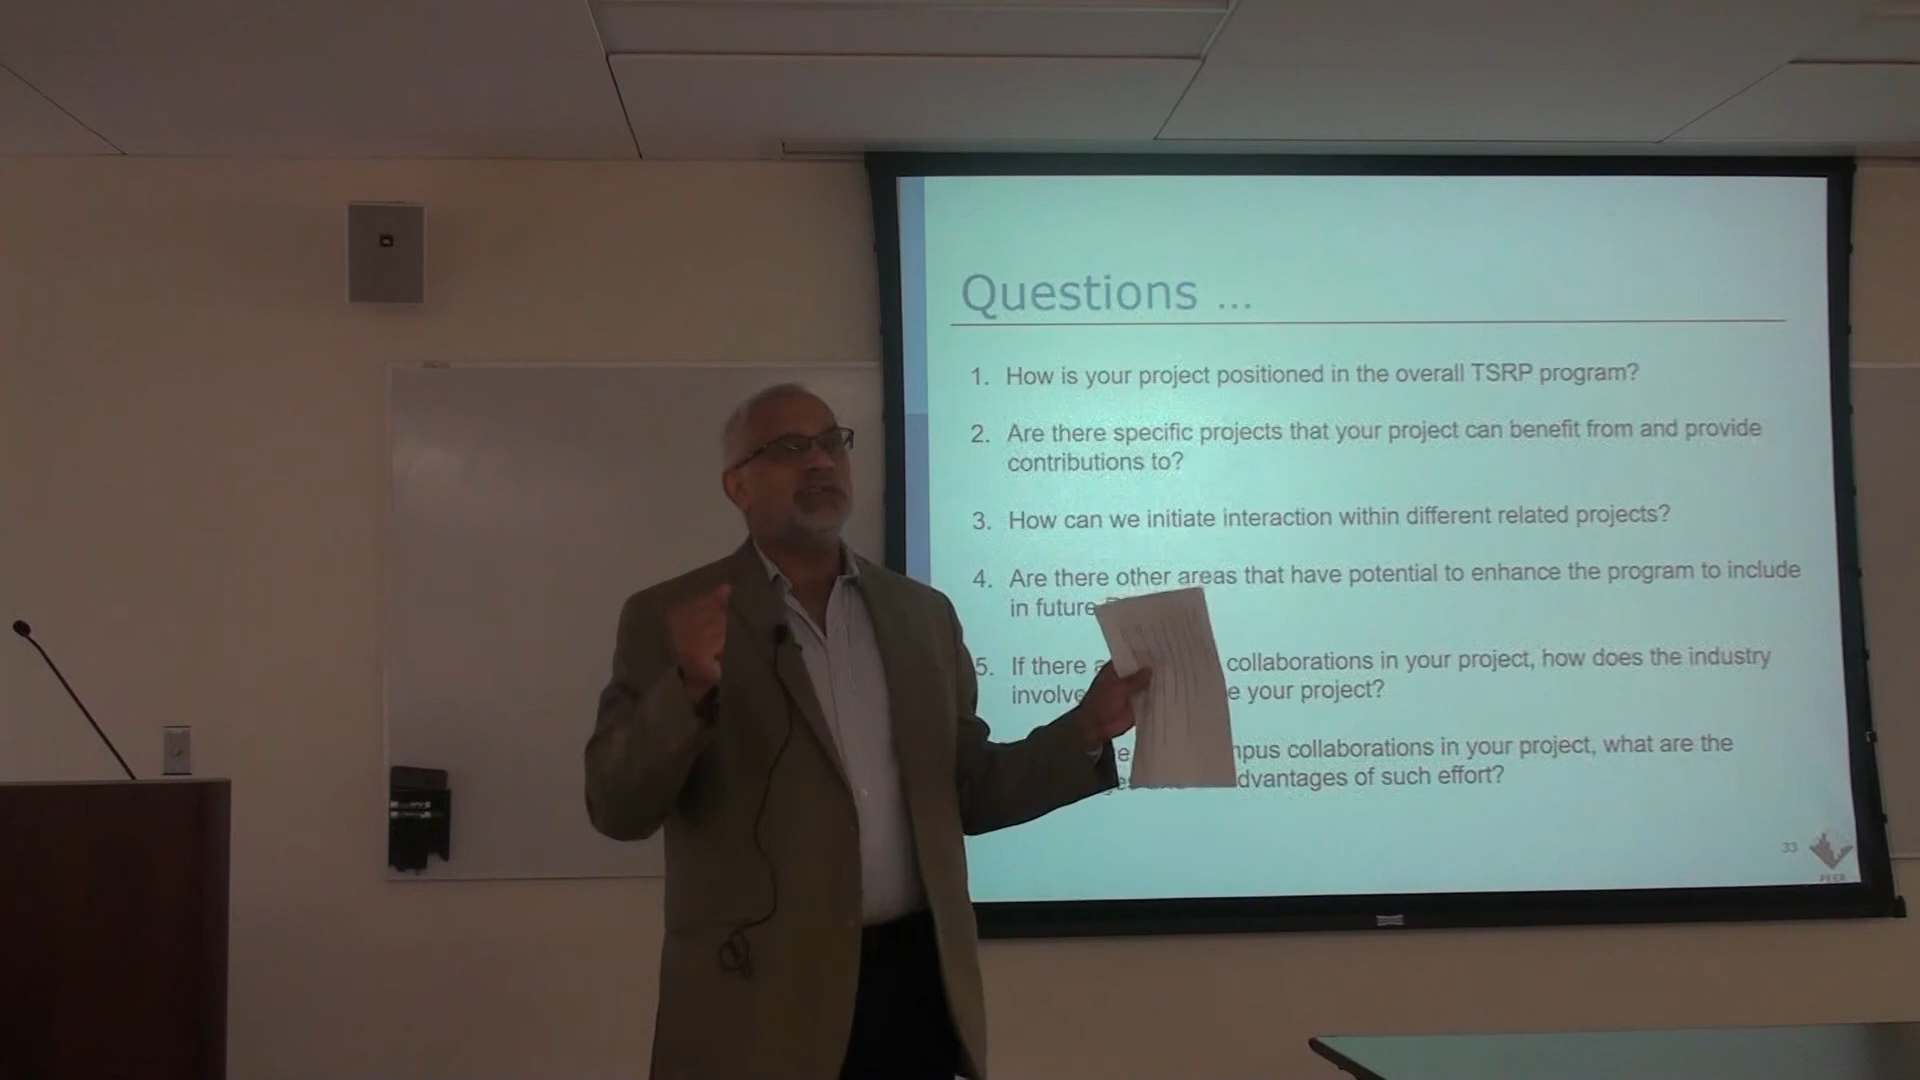 Questions ...
1. How is your project positioned in the overall TSRP program?
2. Are there specific projects that your project can benefit from and provide
contributions to?
3. How can we initiate interaction within different related projects?
4. Are there other areas that have potential to enhance the program to include
in future
5. If there collaborations in your project, how does the industry
your project?
collaborations in your project, what are the
of such effort?
33
PEER